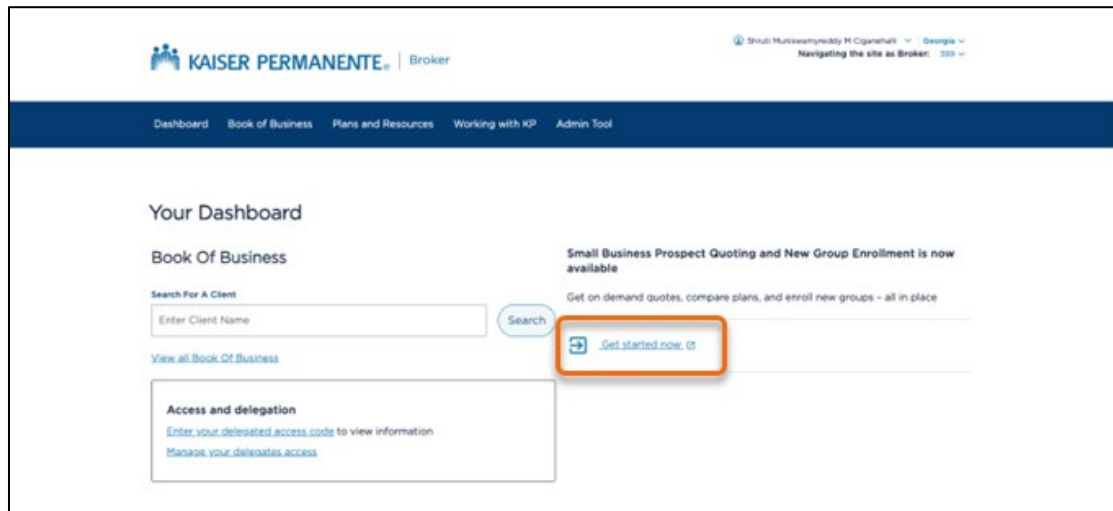 KAISER PERMANENTE® | Broker
Georgia
Navigating the site as Broker: 399
Dashboard Book of Business Plans and Resources Working with KP Admin Tool
Your Dashboard
Book Of Business
Search For A Client
Enter Client Name
Search
View all Book Of Business
Access and delegation
Enter your delegated access code to view information
Manage your delegates access
Small Business Prospect Quoting and New Group Enrollment is now
available
Get on demand quotes, compare plans, and enroll new groups – all in place
Get started now